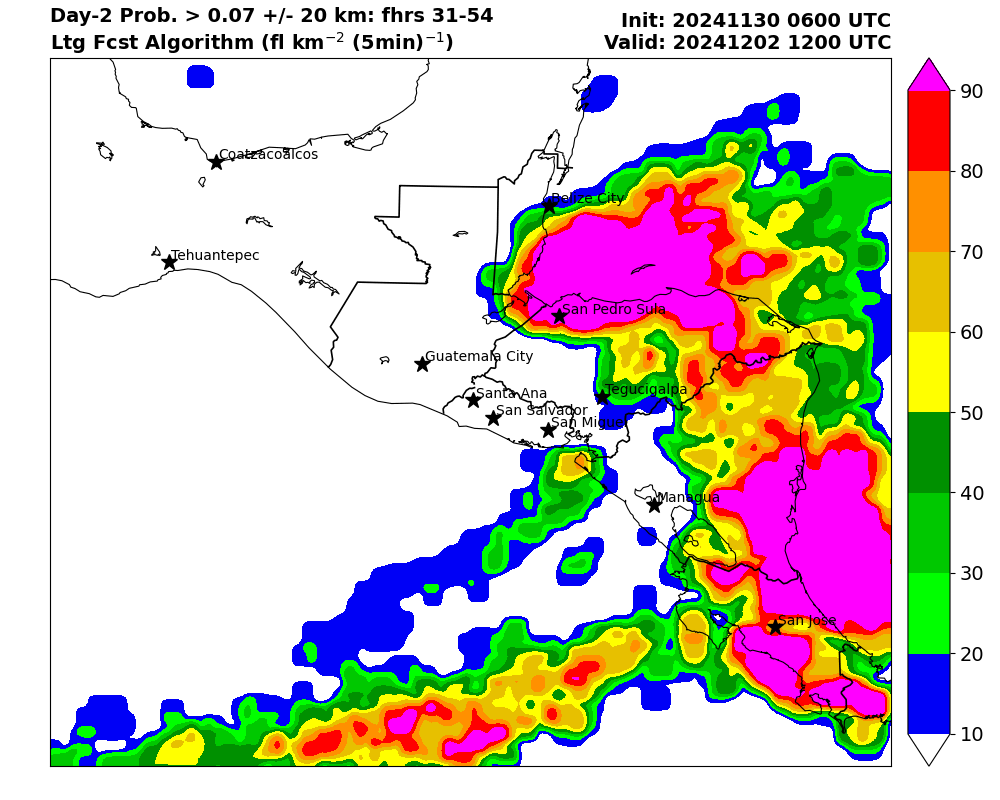 Day-2 Prob. > 0.07 +/- 20 km: fhrs 31-54
Init: 20241130 0600 UTC
Ltg Fcst Algorithm (fl km⁻² (5min)⁻¹)
Valid: 20241202 1200 UTC
90
80
70
60
50
40
30
20
10
Coatzacoalcos
Belize City
Tehuantepec
San Pedro Sula
Guatemala City
Tegucigalpa
Santa Ana
San Salvador
San Miguel
Managua
San Jose